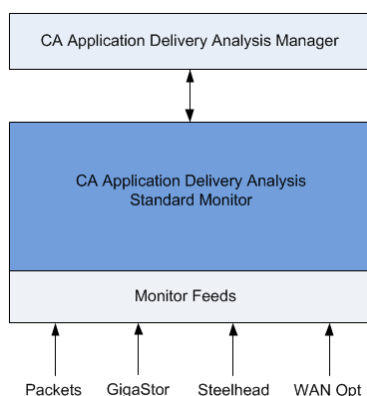 CA Application Delivery Analysis Manager
CA Application Delivery Analysis
Standard Monitor
Monitor Feeds
Packets GigaStor Steelhead WAN Opt